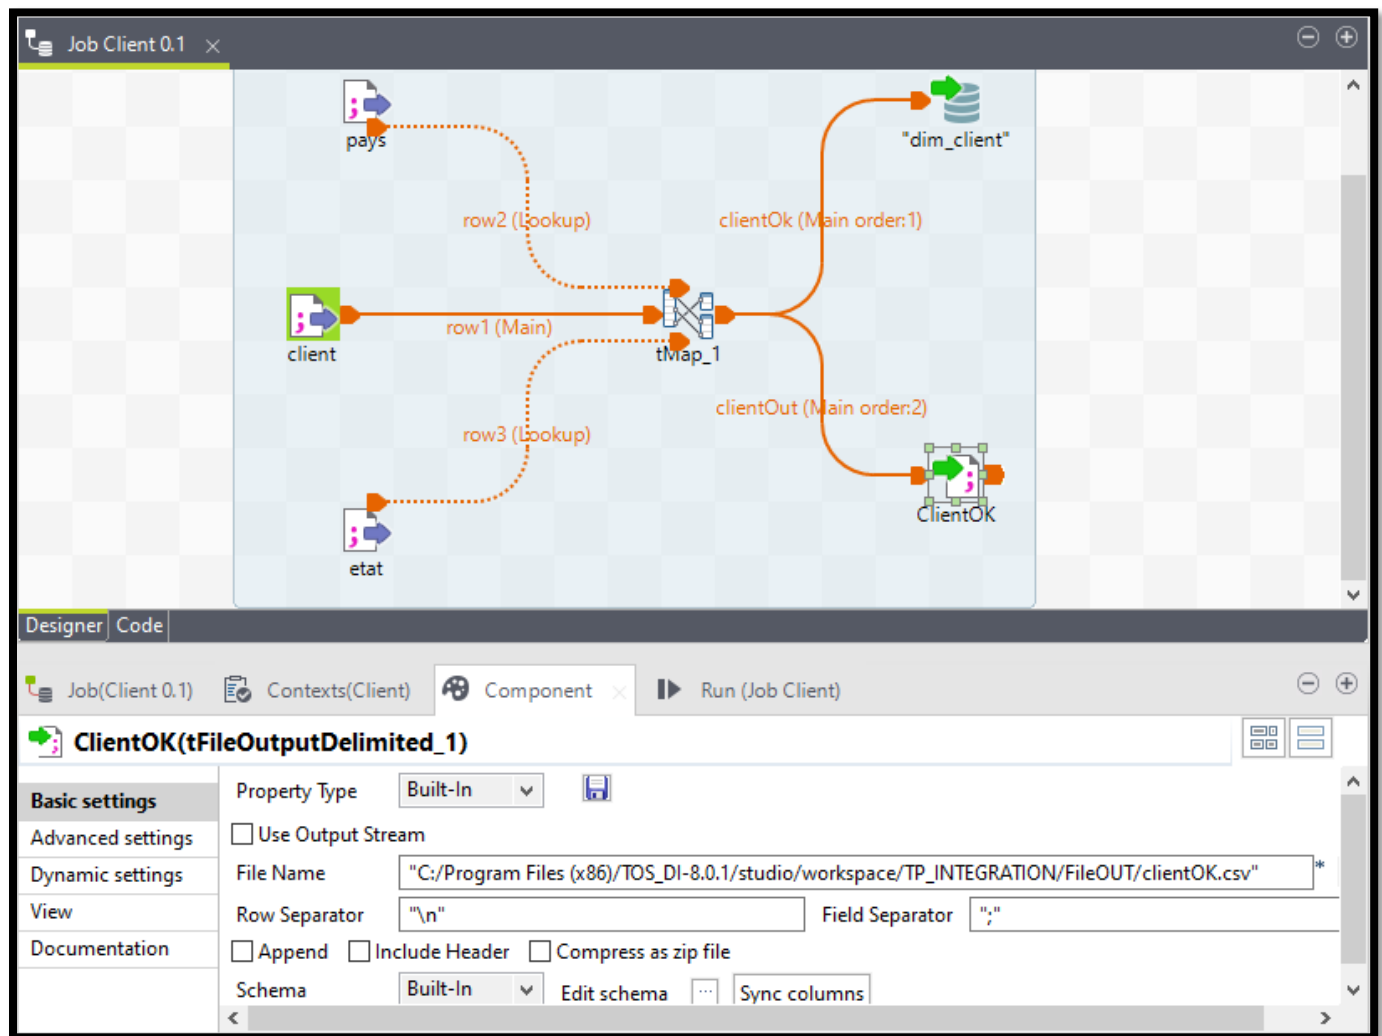 Job Client 0.1
pays
"dim_client"
row2 (Lookup)
clientOk (Main order:1)
row1 (Main)
client
tMap_1
clientOut (Main order:2)
row3 (Lookup)
ClientOK
etat
Designer Code
Job(Client 0.1) Contexts(Client) Component Run (Job Client)
ClientOK(tFileOutputDelimited_1)
Basic settings
Advanced settings
Dynamic settings
View
Documentation
Property Type Built-In
Use Output Stream
File Name "C:/Program Files (x86)/TOS_DI-8.0.1/studio/workspace/TP_INTEGRATION/FileOUT/clientOK.csv" *
Row Separator "\n" Field Separator ";"
Append Include Header Compress as zip file
Schema Built-In Edit schema ... Sync columns